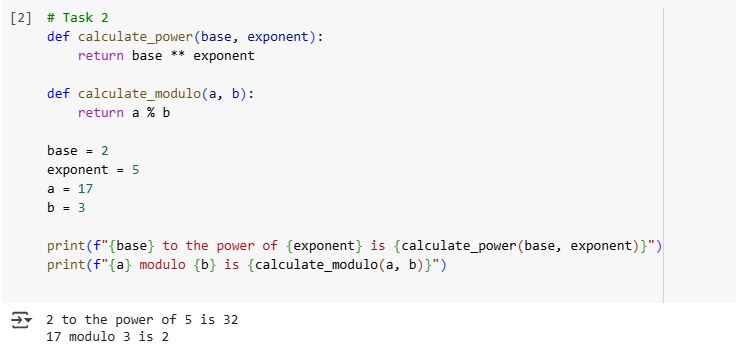 [2] # Task 2
def calculate_power(base, exponent):
    return base ** exponent

def calculate_modulo(a, b):
    return a % b

base = 2
exponent = 5
a = 17
b = 3

print(f"{base} to the power of {exponent} is {calculate_power(base, exponent)}")
print(f"{a} modulo {b} is {calculate_modulo(a, b)}")

2 to the power of 5 is 32
17 modulo 3 is 2